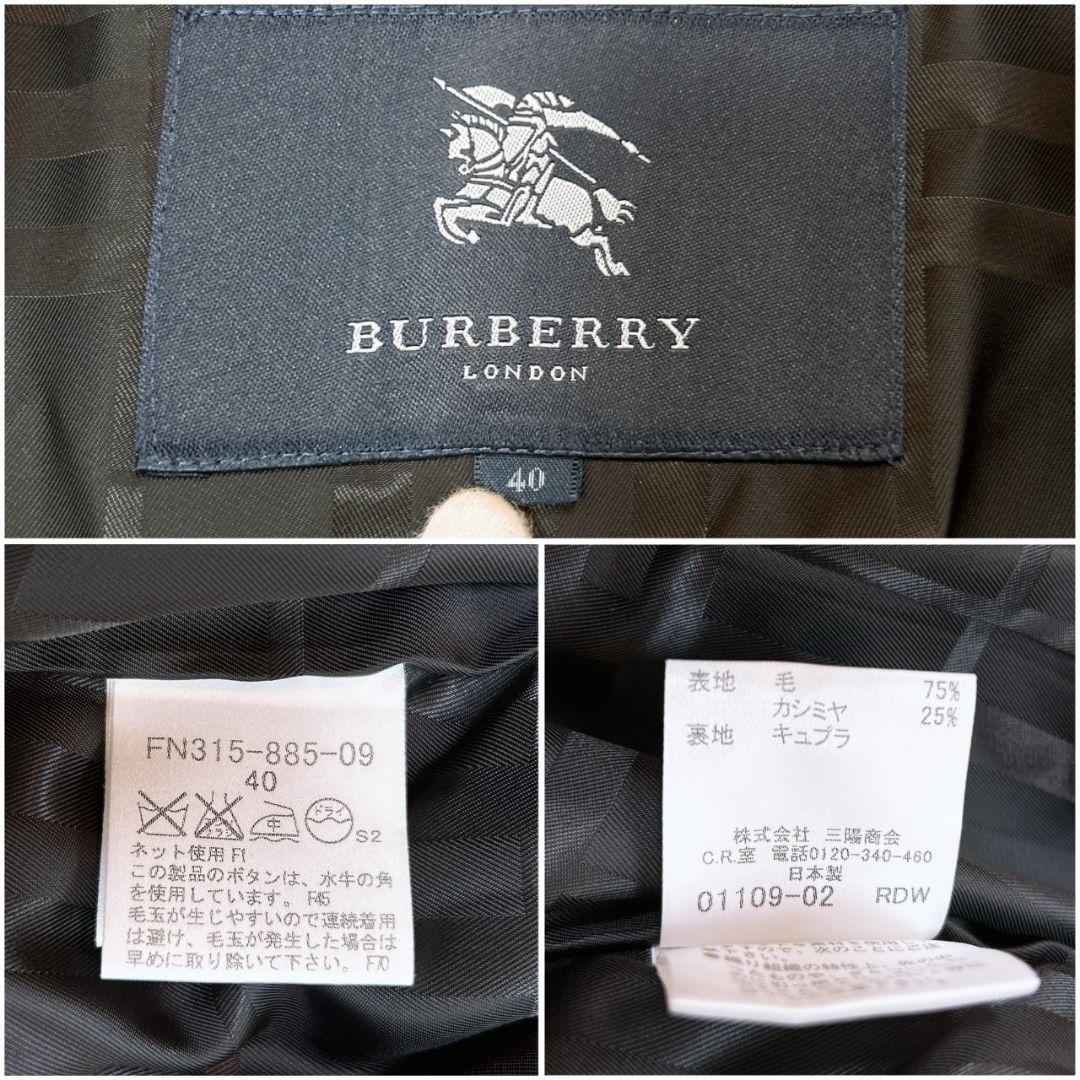 BURBERRY
LONDON
40
FN315-885-09
40
ドライ
S2
ネット使用 F1
この製品のボタンは、水牛の角
を使用しています。 F45
毛玉が生じやすいので連続着用
は避け、毛玉が発生した場合は
早めに取り除いて下さい。 F70
表地 毛 75%
カシミヤ 25%
裏地 キュプラ
株式会社 三陽商会
C.R.室 電話0120-340-460
日本製
01109-02 RDW